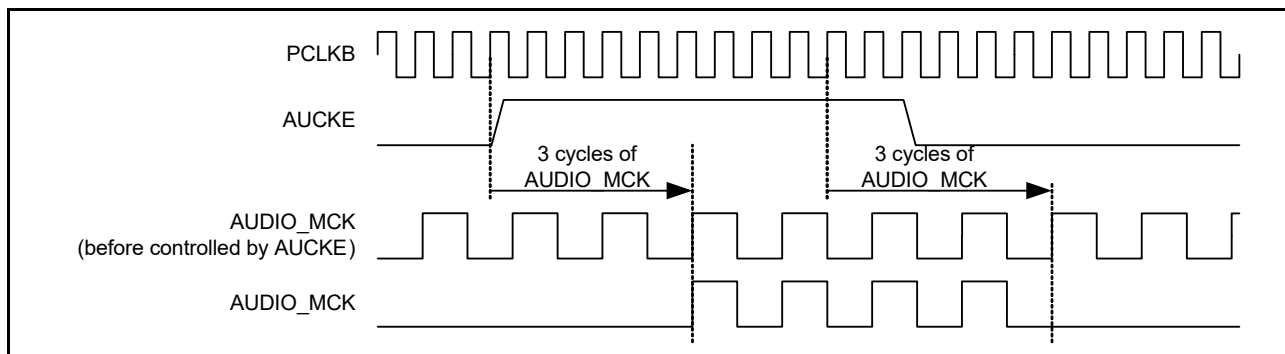 PCLKB
AUCKE
3 cycles of
AUDIO_MCK
3 cycles of
AUDIO_MCK
AUDIO_MCK
(before controlled by AUCKE)
AUDIO_MCK